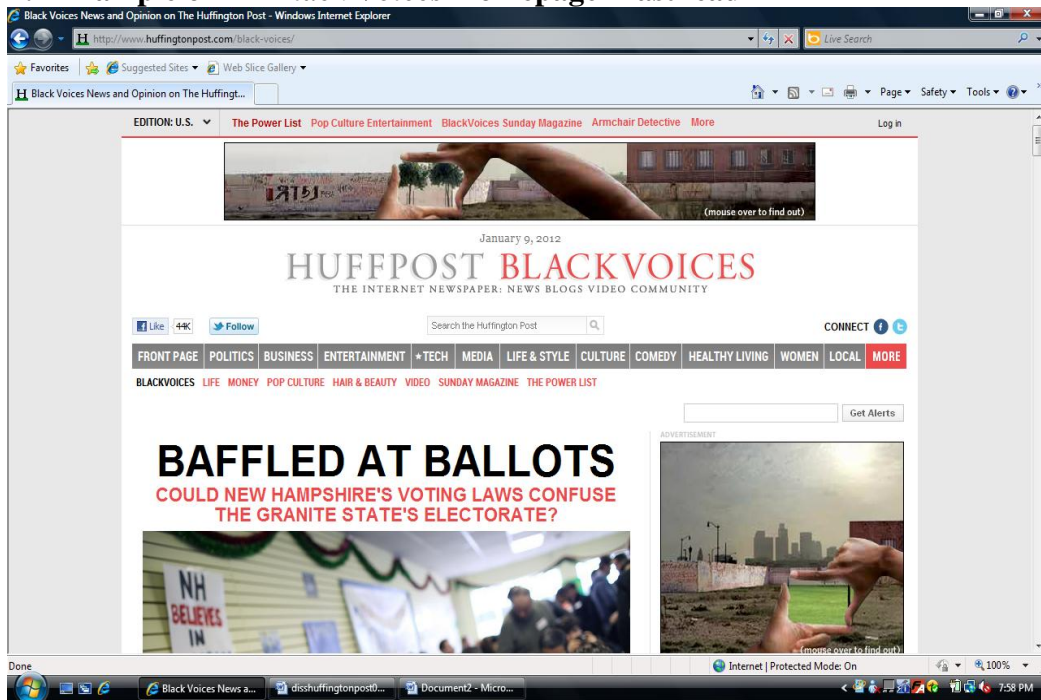 Black Voices News and Opinion on The Huffington Post - Windows Internet Explorer
http://www.huffingtonpost.com/black-voices/
Live Search
Favorites Suggested Sites Web Slice Gallery
Black Voices News and Opinion on The Huffingt...
Page Safety Tools
EDITION: U.S. The Power List Pop Culture Entertainment BlackVoices Sunday Magazine Armchair Detective More Log in
(mouse over to find out)
January 9, 2012
HUFFPOST BLACKVOICES
THE INTERNET NEWSPAPER: NEWS BLOGS VIDEO COMMUNITY
Like 44K Follow Search the Huffington Post CONNECT
FRONT PAGE POLITICS BUSINESS ENTERTAINMENT TECH MEDIA LIFE & STYLE CULTURE COMEDY HEALTHY LIVING WOMEN LOCAL MORE
BLACKVOICES LIFE MONEY POP CULTURE HAIR & BEAUTY VIDEO SUNDAY MAGAZINE THE POWER LIST
Get Alerts
ADVERTISEMENT
BAFFLED AT BALLOTS
COULD NEW HAMPSHIRE'S VOTING LAWS CONFUSE
THE GRANITE STATE'S ELECTORATE?
NH
BELIEVES
IN
(mouse over to find out)
Done Internet | Protected Mode: On 100%
Black Voices News a... disshuffingtonpost0... Document2 - Micro... 7:58 PM